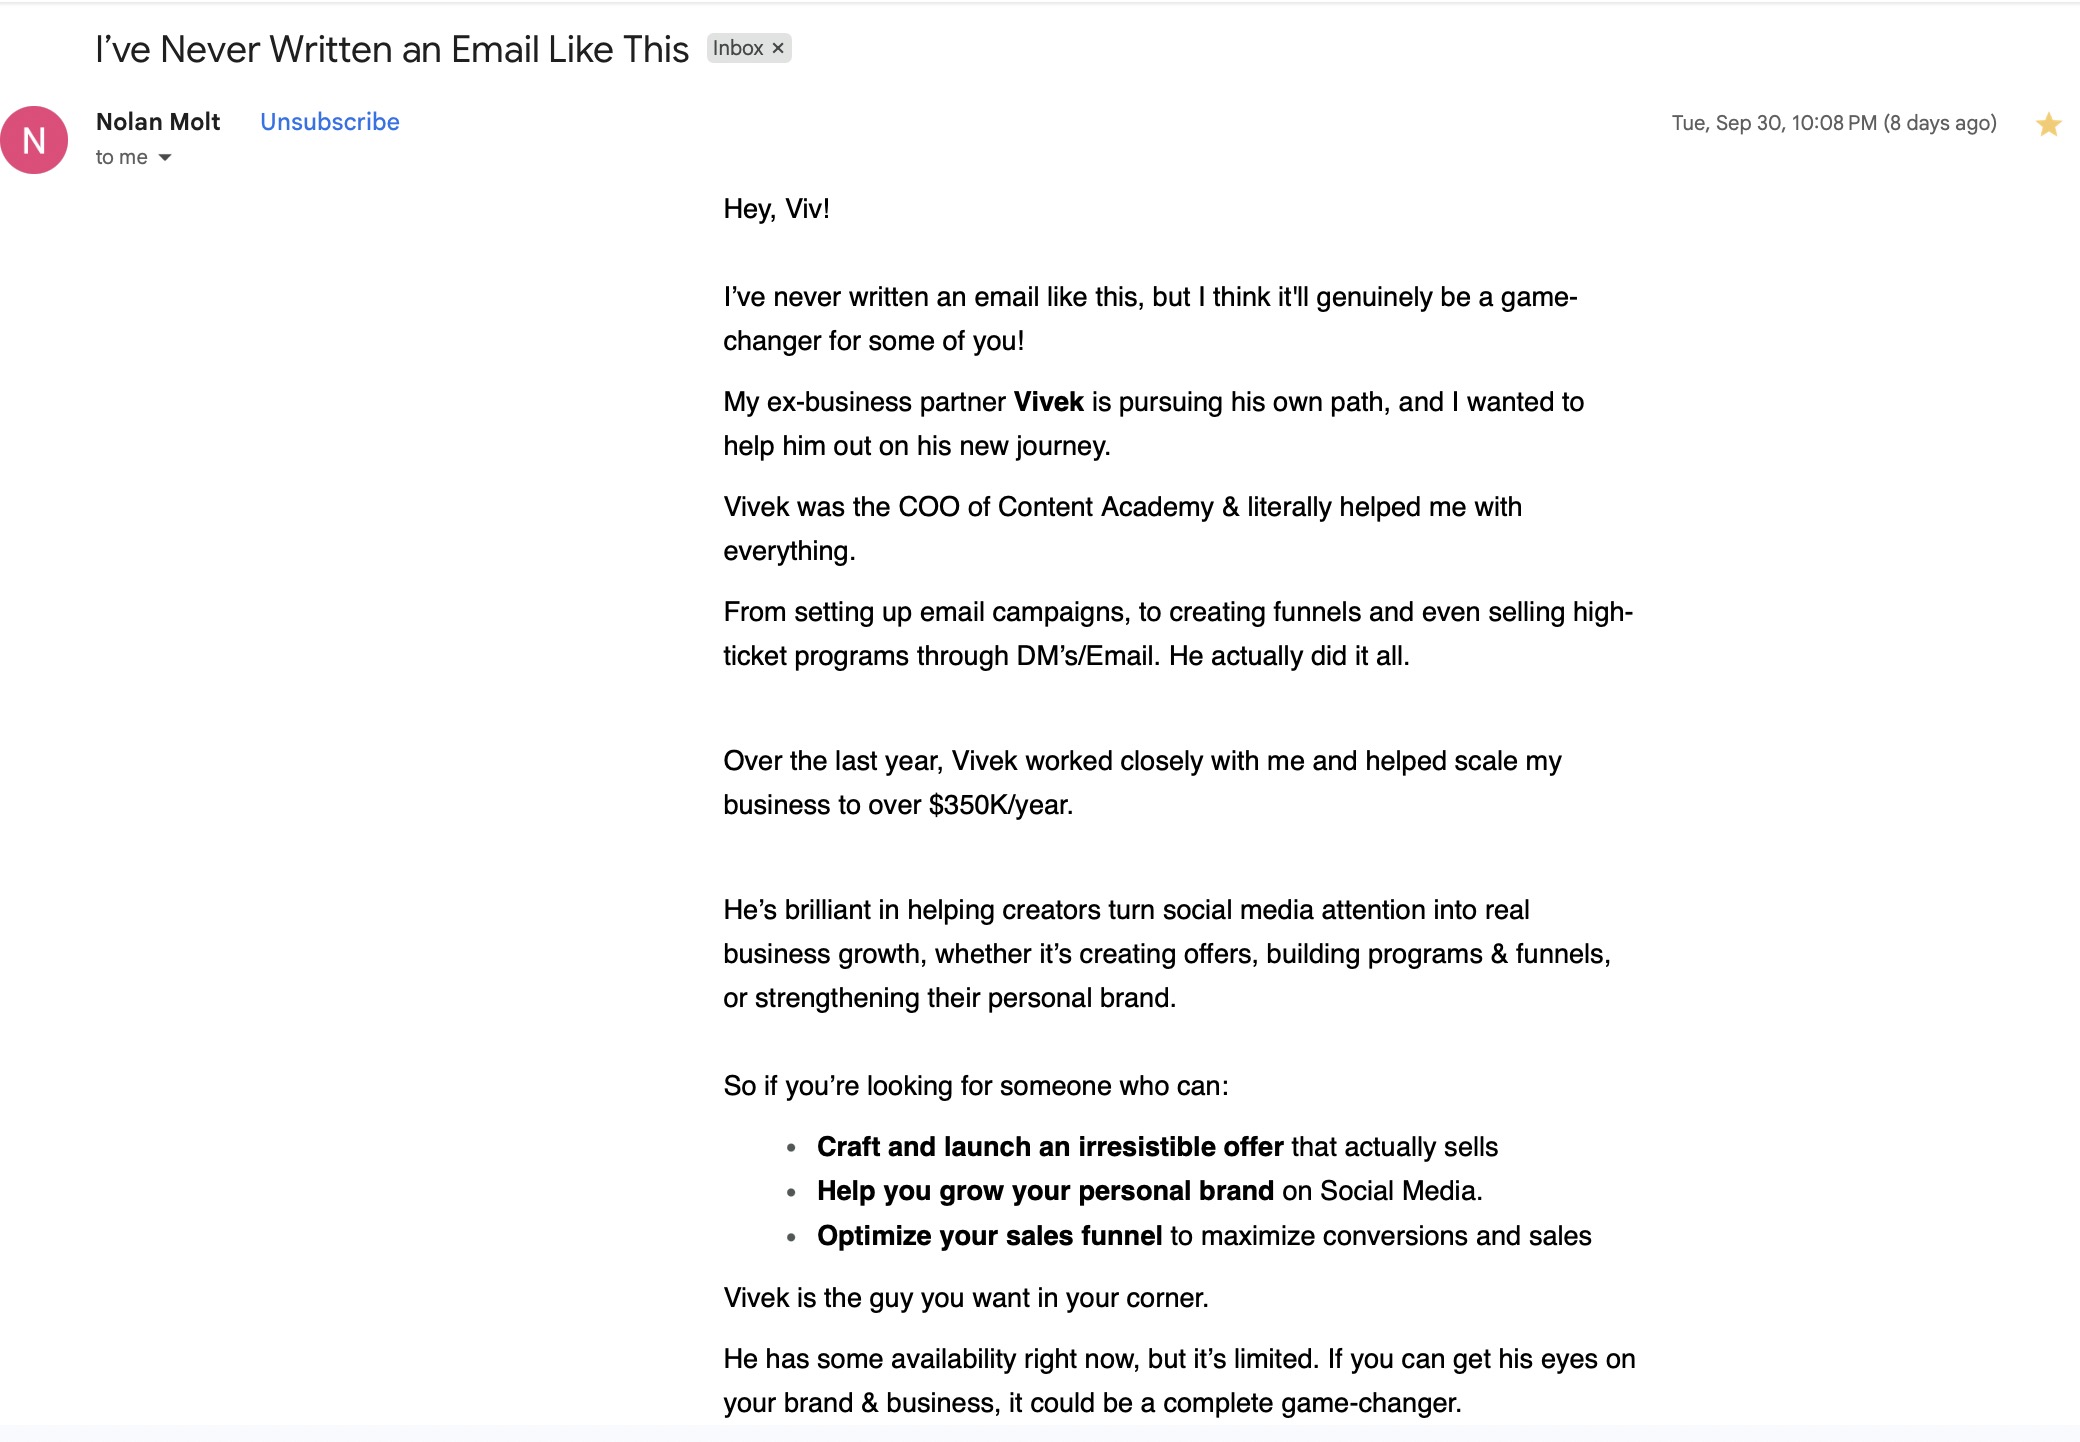 I’ve Never Written an Email Like This Inbox ×
N
Nolan Molt Unsubscribe
Tue, Sep 30, 10:08 PM (8 days ago)
to me
Hey, Viv!
I’ve never written an email like this, but I think it'll genuinely be a game-
changer for some of you!
My ex-business partner Vivek is pursuing his own path, and I wanted to
help him out on his new journey.
Vivek was the COO of Content Academy & literally helped me with
everything.
From setting up email campaigns, to creating funnels and even selling high-
ticket programs through DM’s/Email. He actually did it all.
Over the last year, Vivek worked closely with me and helped scale my
business to over $350K/year.
He’s brilliant in helping creators turn social media attention into real
business growth, whether it’s creating offers, building programs & funnels,
or strengthening their personal brand.
So if you’re looking for someone who can:
• Craft and launch an irresistible offer that actually sells
• Help you grow your personal brand on Social Media.
• Optimize your sales funnel to maximize conversions and sales
Vivek is the guy you want in your corner.
He has some availability right now, but it’s limited. If you can get his eyes on
your brand & business, it could be a complete game-changer.